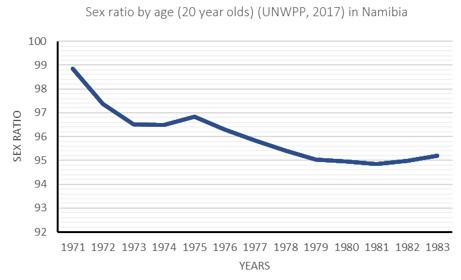 Sex ratio by age (20 year olds) (UNWPP, 2017) in Namibia
100
99
98
97
96
95
94
93
92
SEX RATIO
1971 1972 1973 1974 1975 1976 1977 1978 1979 1980 1981 1982 1983
YEARS